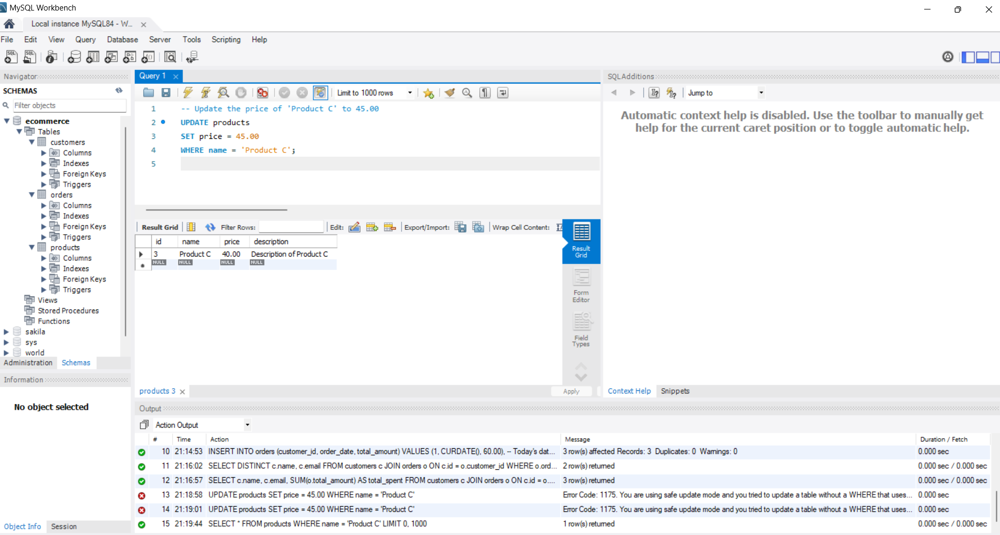 MySQL Workbench
Local instance MySQL84 - W...
File Edit View Query Database Server Tools Scripting Help
Navigator
SCHEMAS
Filter objects
ecommerce
Tables
customers
Columns
Indexes
Foreign Keys
Triggers
orders
Columns
Indexes
Foreign Keys
Triggers
products
Columns
Indexes
Foreign Keys
Triggers
Views
Stored Procedures
Functions
sakila
sys
world
Administration Schemas
Information
No object selected
Object Info Session
Query 1
Limit to 1000 rows
1 -- Update the price of 'Product C' to 45.00
2 UPDATE products
3 SET price = 45.00
4 WHERE name = 'Product C';
5
Result Grid Filter Rows: Edit: Export/Import: Wrap Cell Content:
id name price description
3 Product C 40.00 Description of Product C
NULL NULL NULL NULL
Result
Grid
Form
Editor
Field
Types
products 3
Apply
SQLAdditions
Jump to
Automatic context help is disabled. Use the toolbar to manually get
help for the current caret position or to toggle automatic help.
Context Help Snippets
Output
Action Output
# Time Action Message Duration / Fetch
10 21:14:53 INSERT INTO orders (customer_id, order_date, total_amount) VALUES (1, CURDATE(), 60.00), -- Today's dat... 3 row(s) affected Records: 3 Duplicates: 0 Warnings: 0 0.000 sec
11 21:16:02 SELECT DISTINCT c.name, c.email FROM customers c JOIN orders o ON c.id = o.customer_id WHERE o.ord... 2 row(s) returned 0.000 sec / 0.000 sec
12 21:16:57 SELECT c.name, c.email, SUM(o.total_amount) AS total_spent FROM customers c JOIN orders o ON c.id = o.... 3 row(s) returned 0.000 sec / 0.000 sec
13 21:18:58 UPDATE products SET price = 45.00 WHERE name = 'Product C' Error Code: 1175. You are using safe update mode and you tried to update a table without a WHERE that uses... 0.000 sec
14 21:19:01 UPDATE products SET price = 45.00 WHERE name = 'Product C' Error Code: 1175. You are using safe update mode and you tried to update a table without a WHERE that uses... 0.000 sec
15 21:19:44 SELECT * FROM products WHERE name = 'Product C' LIMIT 0, 1000 1 row(s) returned 0.000 sec / 0.000 sec